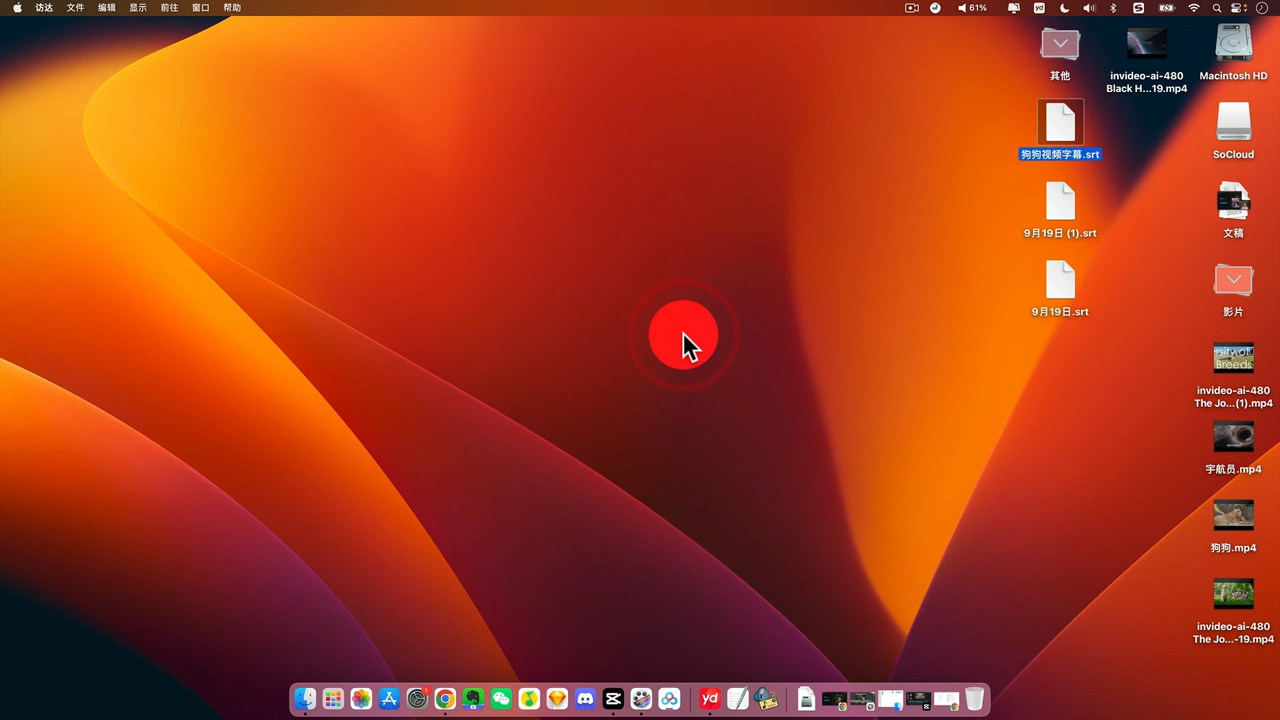 访达 文件 编辑 显示 前往 窗口 帮助
yd
61%
yd
S
其他
invideo-ai-480
Black H...19.mp4
Macintosh HD
狗狗视频字幕.srt
SoCloud
9月19日 (1).srt
文稿
9月19日.srt
影片
invideo-ai-480
The Jo...(1).mp4
宇航员.mp4
狗狗.mp4
invideo-ai-480
The Jo...-19.mp4
yd